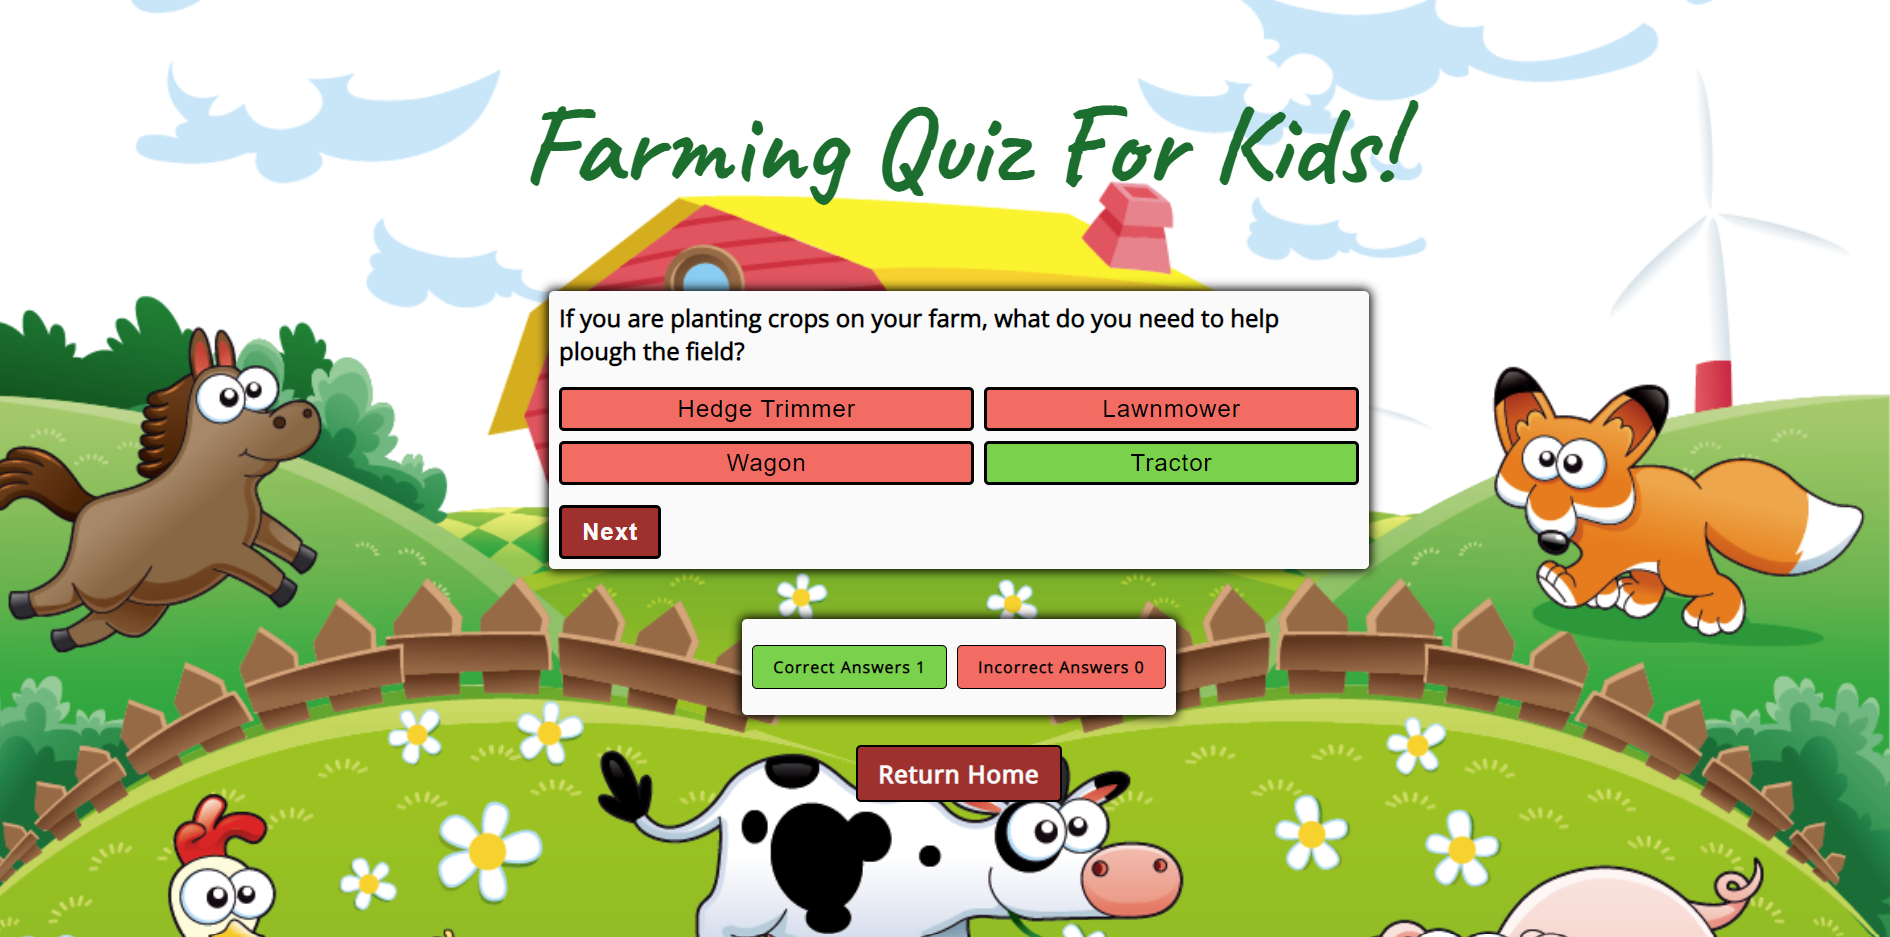 Farming Quiz For Kids!
If you are planting crops on your farm, what do you need to help
plough the field?
Hedge Trimmer
Lawnmower
Wagon
Tractor
Next
Correct Answers 1
Incorrect Answers 0
Return Home